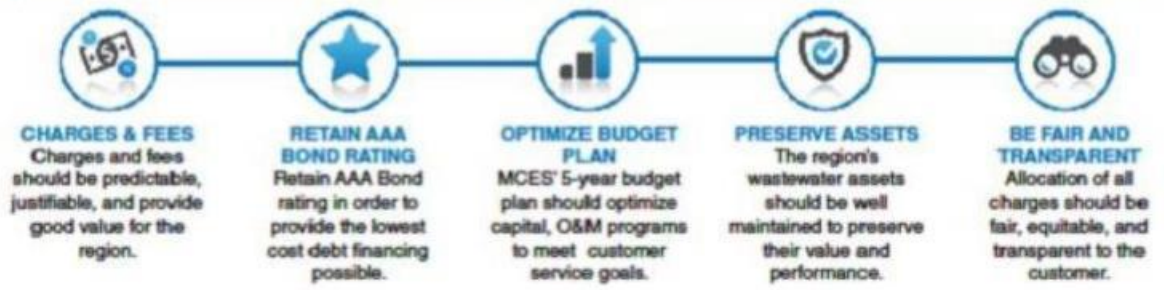 CHARGES & FEES
Charges and fees
should be predictable,
justifiable, and provide
good value for the
region.
RETAIN AAA
BOND RATING
Retain AAA Bond
rating in order to
provide the lowest
cost debt financing
possible.
OPTIMIZE BUDGET
PLAN
MCES' 5-year budget
plan should optimize
capital, O&M programs
to meet customer
service goals.
PRESERVE ASSETS
The region's
wastewater assets
should be well
maintained to preserve
their value and
performance.
BE FAIR AND
TRANSPARENT
Allocation of all
charges should be
fair, equitable, and
transparent to the
customer.